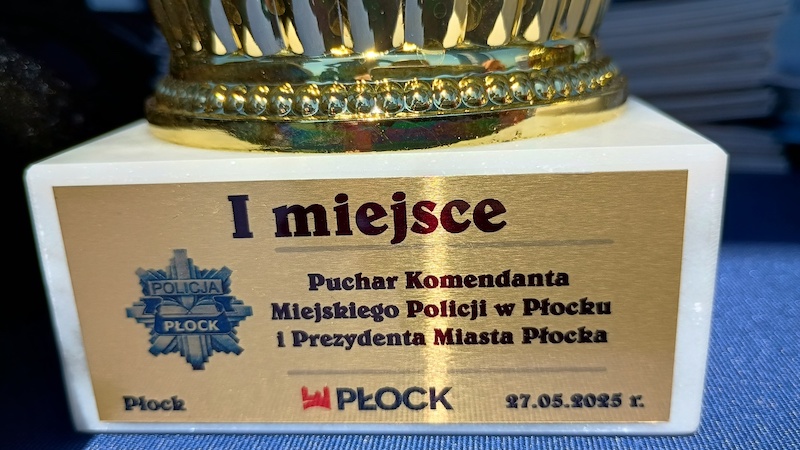 I miejsce
Puchar Komendanta
Miejskiego Policji w Płocku
i Prezydenta Miasta Płocka
POLICJA
PŁOCK
Płock
PŁOCK
27.05.2025 r.